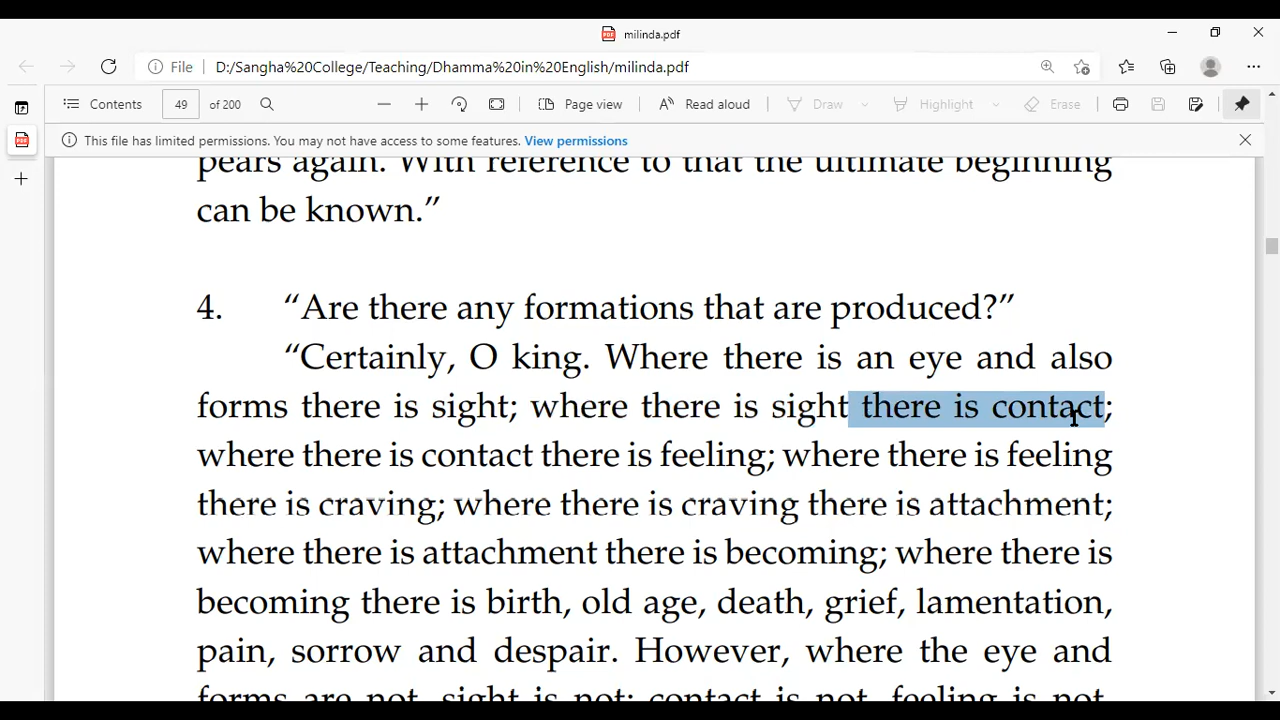 milinda.pdf
File D:/Sangha%20College/Teaching/Dhamma%20in%20English/milinda.pdf
Contents 49 of 200 Page view Read aloud Draw Highlight Erase
This file has limited permissions. You may not have access to some features. View permissions
pears again. With reference to that the ultimate beginning
can be known.”
4. “Are there any formations that are produced?”
“Certainly, O king. Where there is an eye and also
forms there is sight; where there is sight there is contact;
where there is contact there is feeling; where there is feeling
there is craving; where there is craving there is attachment;
where there is attachment there is becoming; where there is
becoming there is birth, old age, death, grief, lamentation,
pain, sorrow and despair. However, where the eye and
forms are not, sight is not; contact is not, feeling is not,